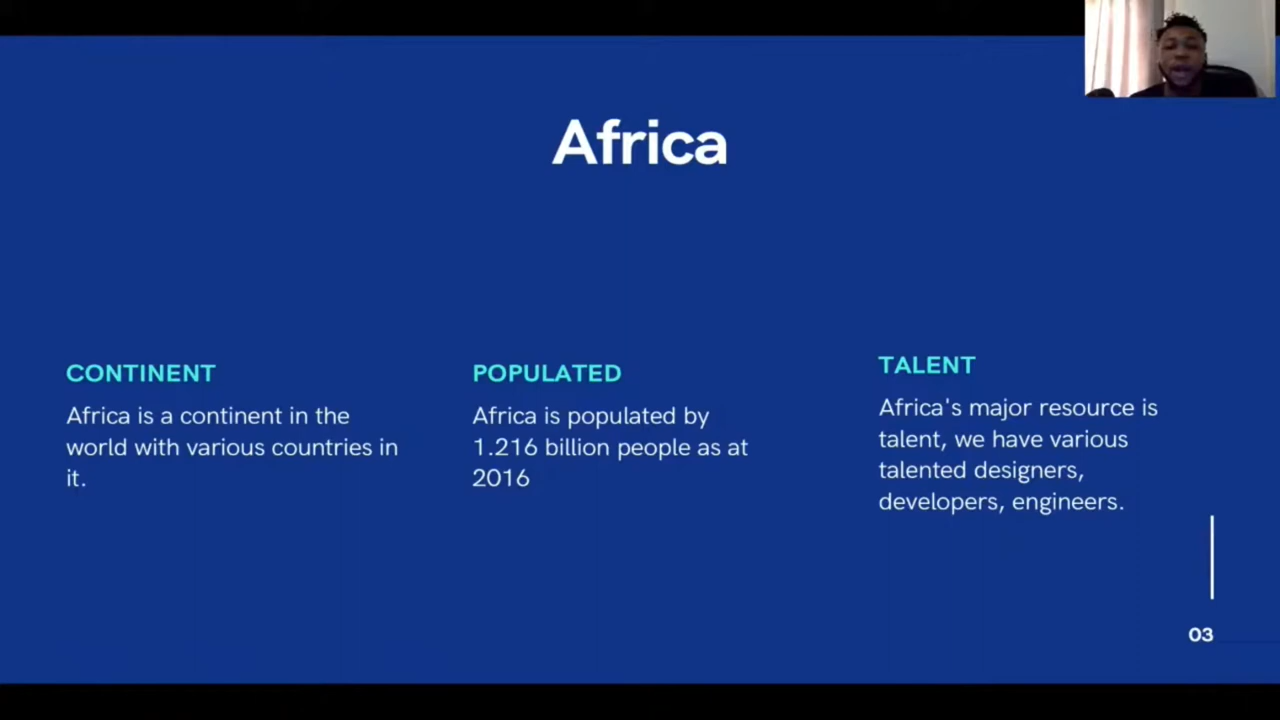 Africa
CONTINENT
Africa is a continent in the
world with various countries in
it.
POPULATED
Africa is populated by
1.216 billion people as at
2016
TALENT
Africa's major resource is
talent, we have various
talented designers,
developers, engineers.
03